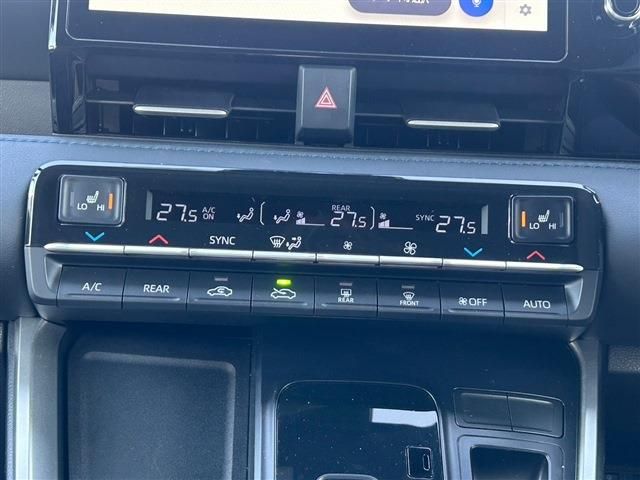 LO HI
27.5 A/C ON
REAR 27.5
SYNC 27.5
LO HI
SYNC
A/C
REAR
REAR
FRONT
OFF
AUTO